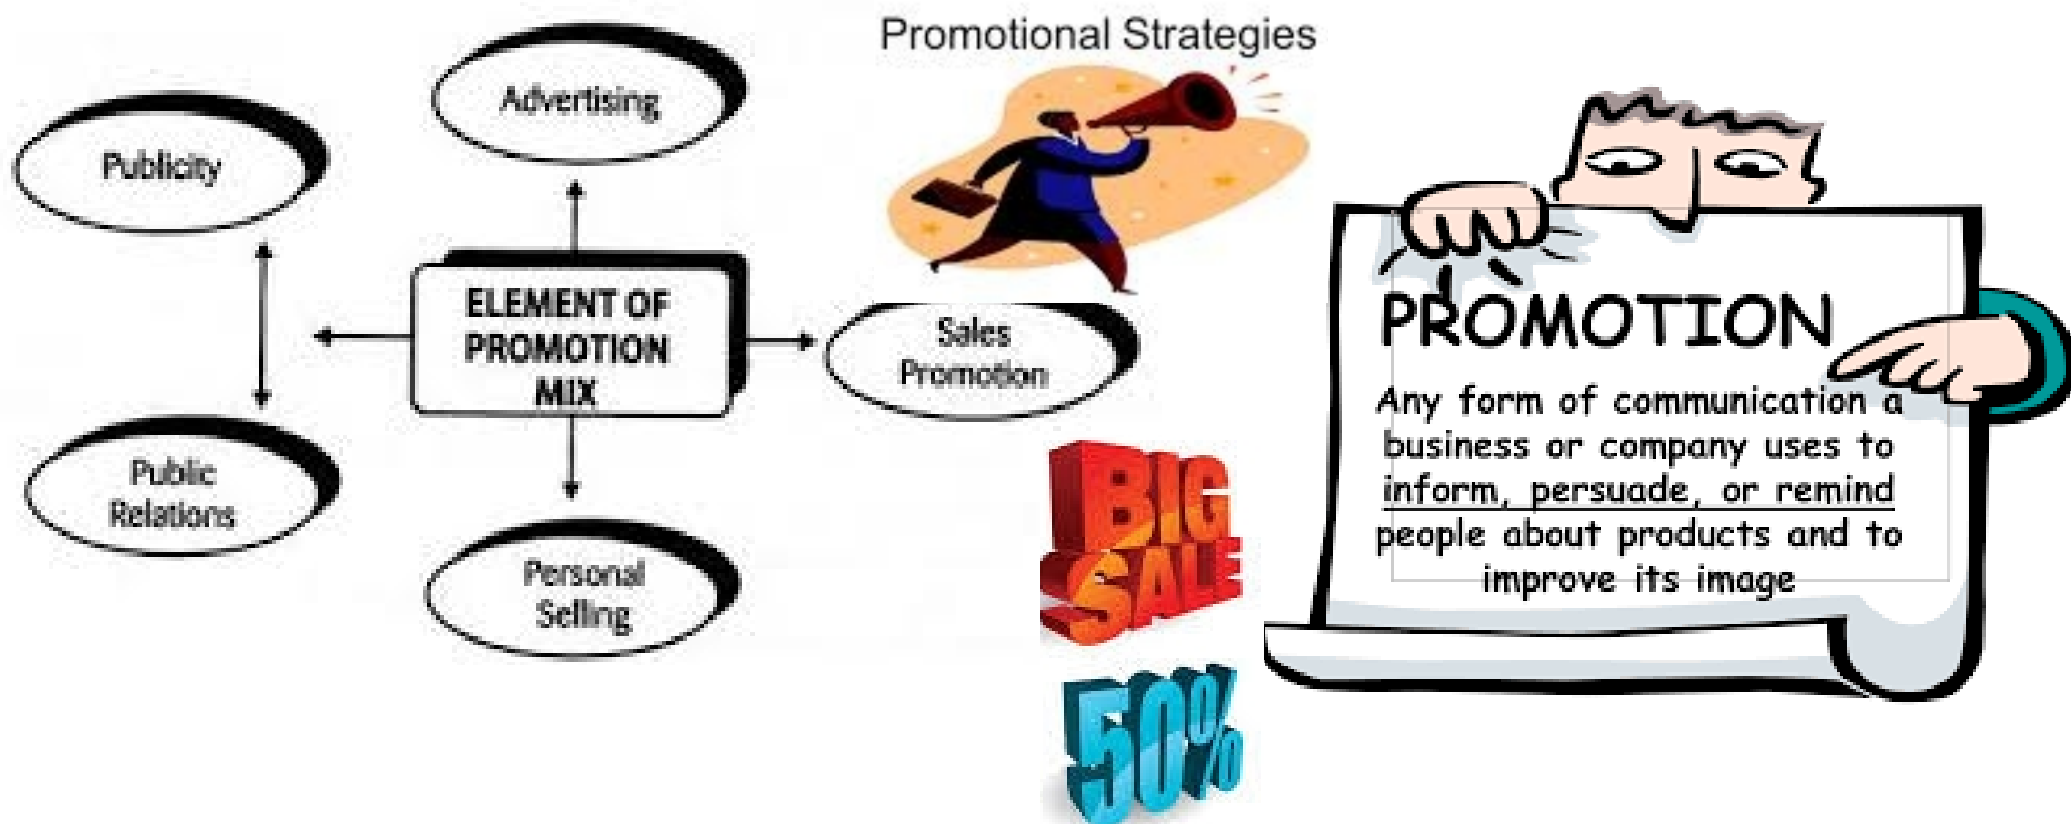 Promotional Strategies
Advertising
Publicity
ELEMENT OF
PROMOTION
MIX
Sales
Promotion
Public
Relations
Personal
Selling
BIG
SALE
50%
PROMOTION
Any form of communication a
business or company uses to
inform, persuade, or remind
people about products and to
improve its image